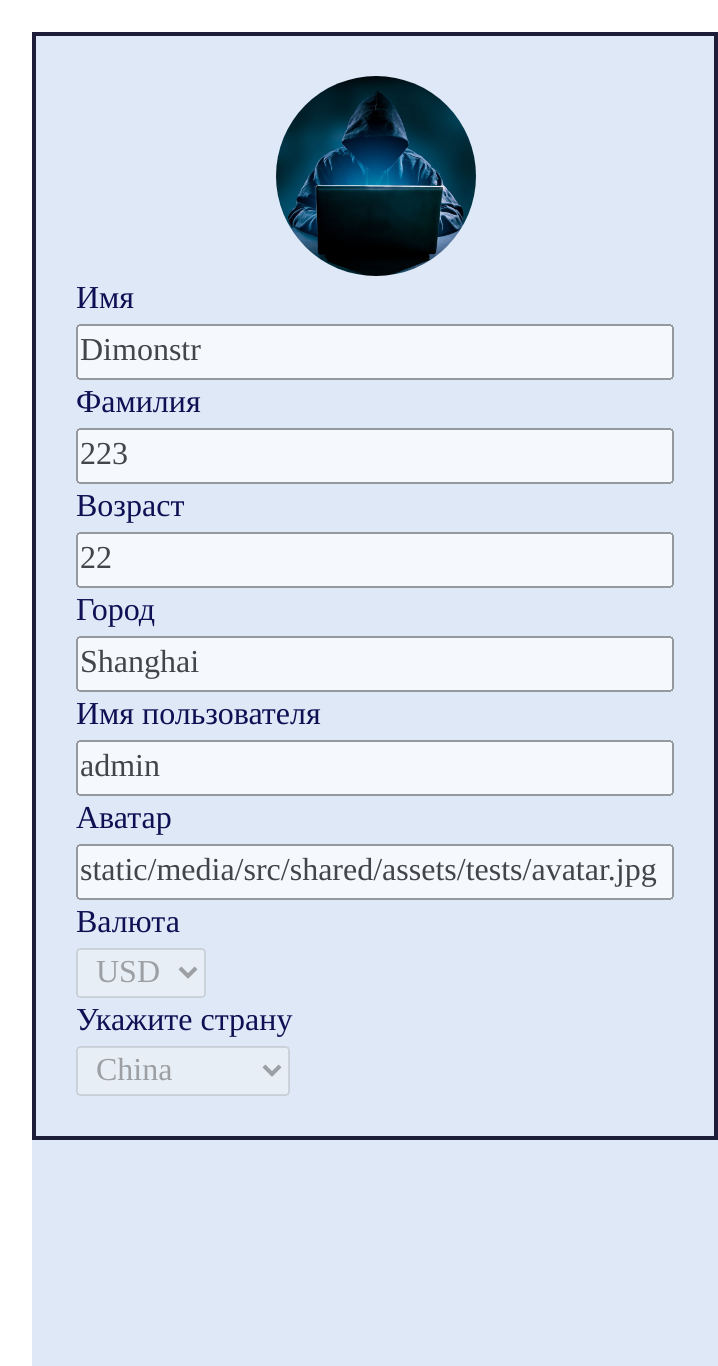 Имя
Dimonstr
Фамилия
223
Возраст
22
Город
Shanghai
Имя пользователя
admin
Аватар
static/media/src/shared/assets/tests/avatar.jpg
Валюта
USD
Укажите страну
China